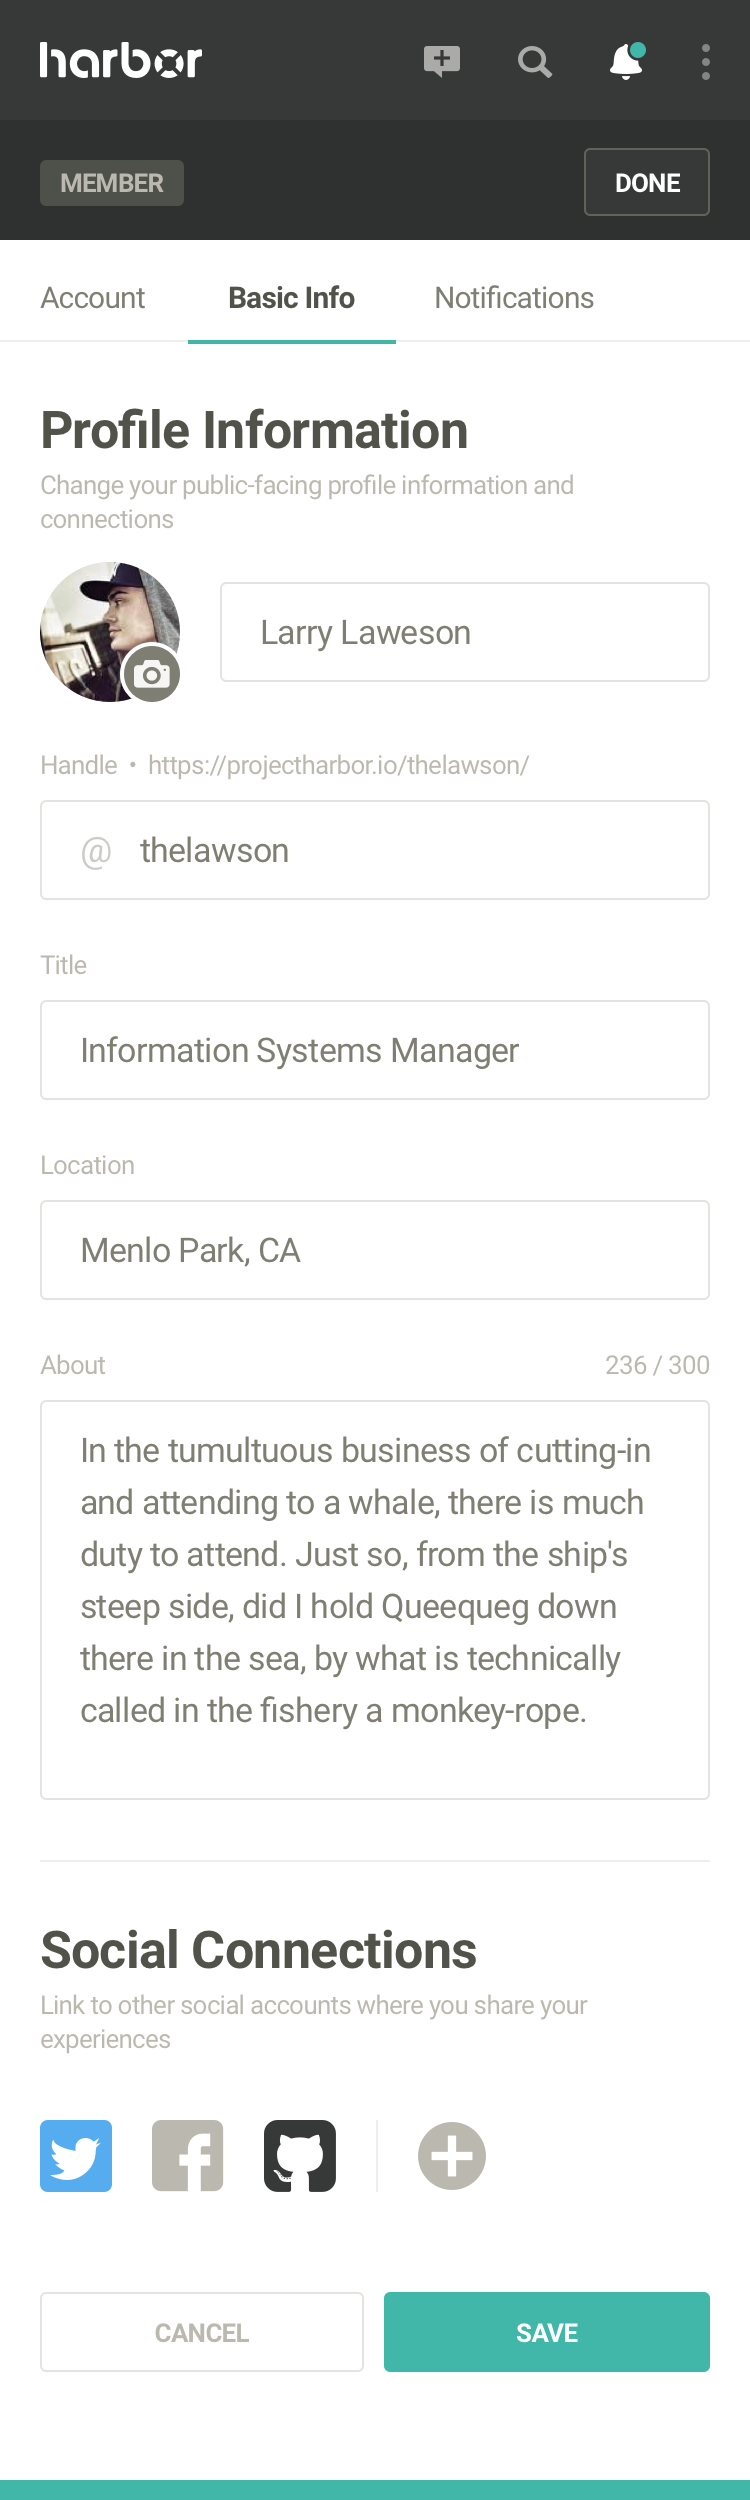 harbor
MEMBER
DONE
Account Basic Info Notifications
Profile Information
Change your public-facing profile information and
connections
Larry Laweson
Handle • https://projectharbor.io/thelawson/
@ thelawson
Title
Information Systems Manager
Location
Menlo Park, CA
About 236 / 300
In the tumultuous business of cutting-in
and attending to a whale, there is much
duty to attend. Just so, from the ship's
steep side, did I hold Queequeg down
there in the sea, by what is technically
called in the fishery a monkey-rope.
Social Connections
Link to other social accounts where you share your
experiences
CANCEL SAVE